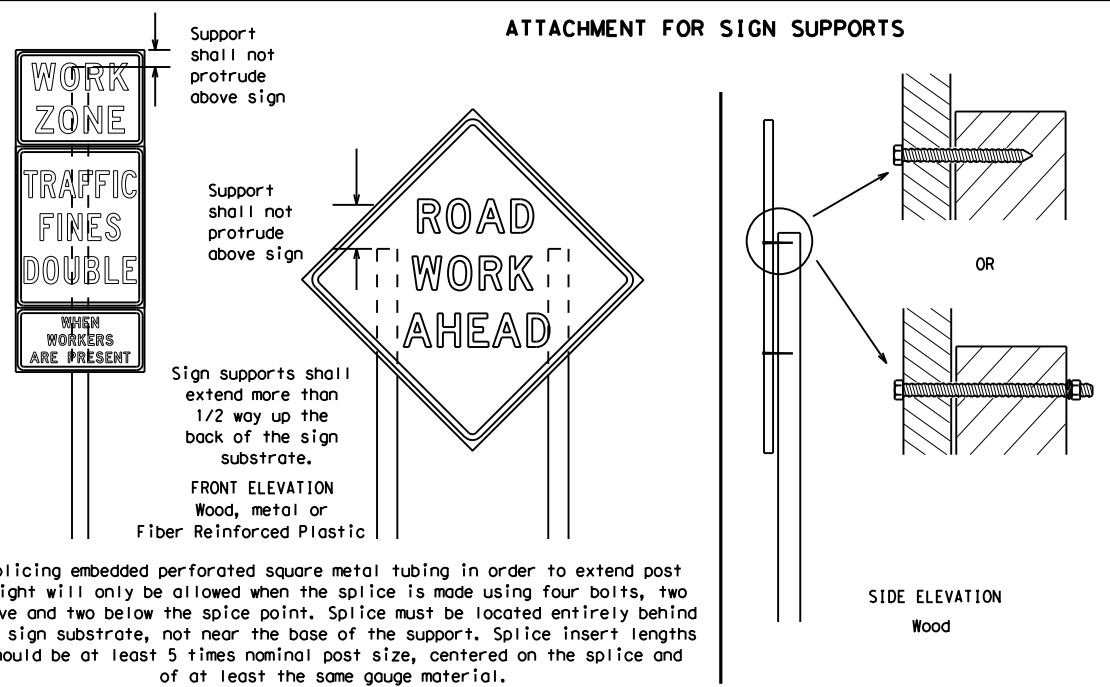 ATTACHMENT FOR SIGN SUPPORTS
WORK
ZONE
TRAFFIC
FINES
DOUBLE
WHEN
WORKERS
ARE PRESENT
Support
shall not
protrude
above sign
Support
shall not
protrude
above sign
ROAD
WORK
AHEAD
Sign supports shall
extend more than
1/2 way up the
back of the sign
substrate.
FRONT ELEVATION
Wood, metal or
Fiber Reinforced Plastic
OR
SIDE ELEVATION
Wood
plicing embedded perforated square metal tubing in order to extend post
ight will only be allowed when the splice is made using four bolts, two
ve and two below the spice point. Splice must be located entirely behind
sign substrate, not near the base of the support. Splice insert lengths
ould be at least 5 times nominal post size, centered on the splice and
of at least the same gauge material.